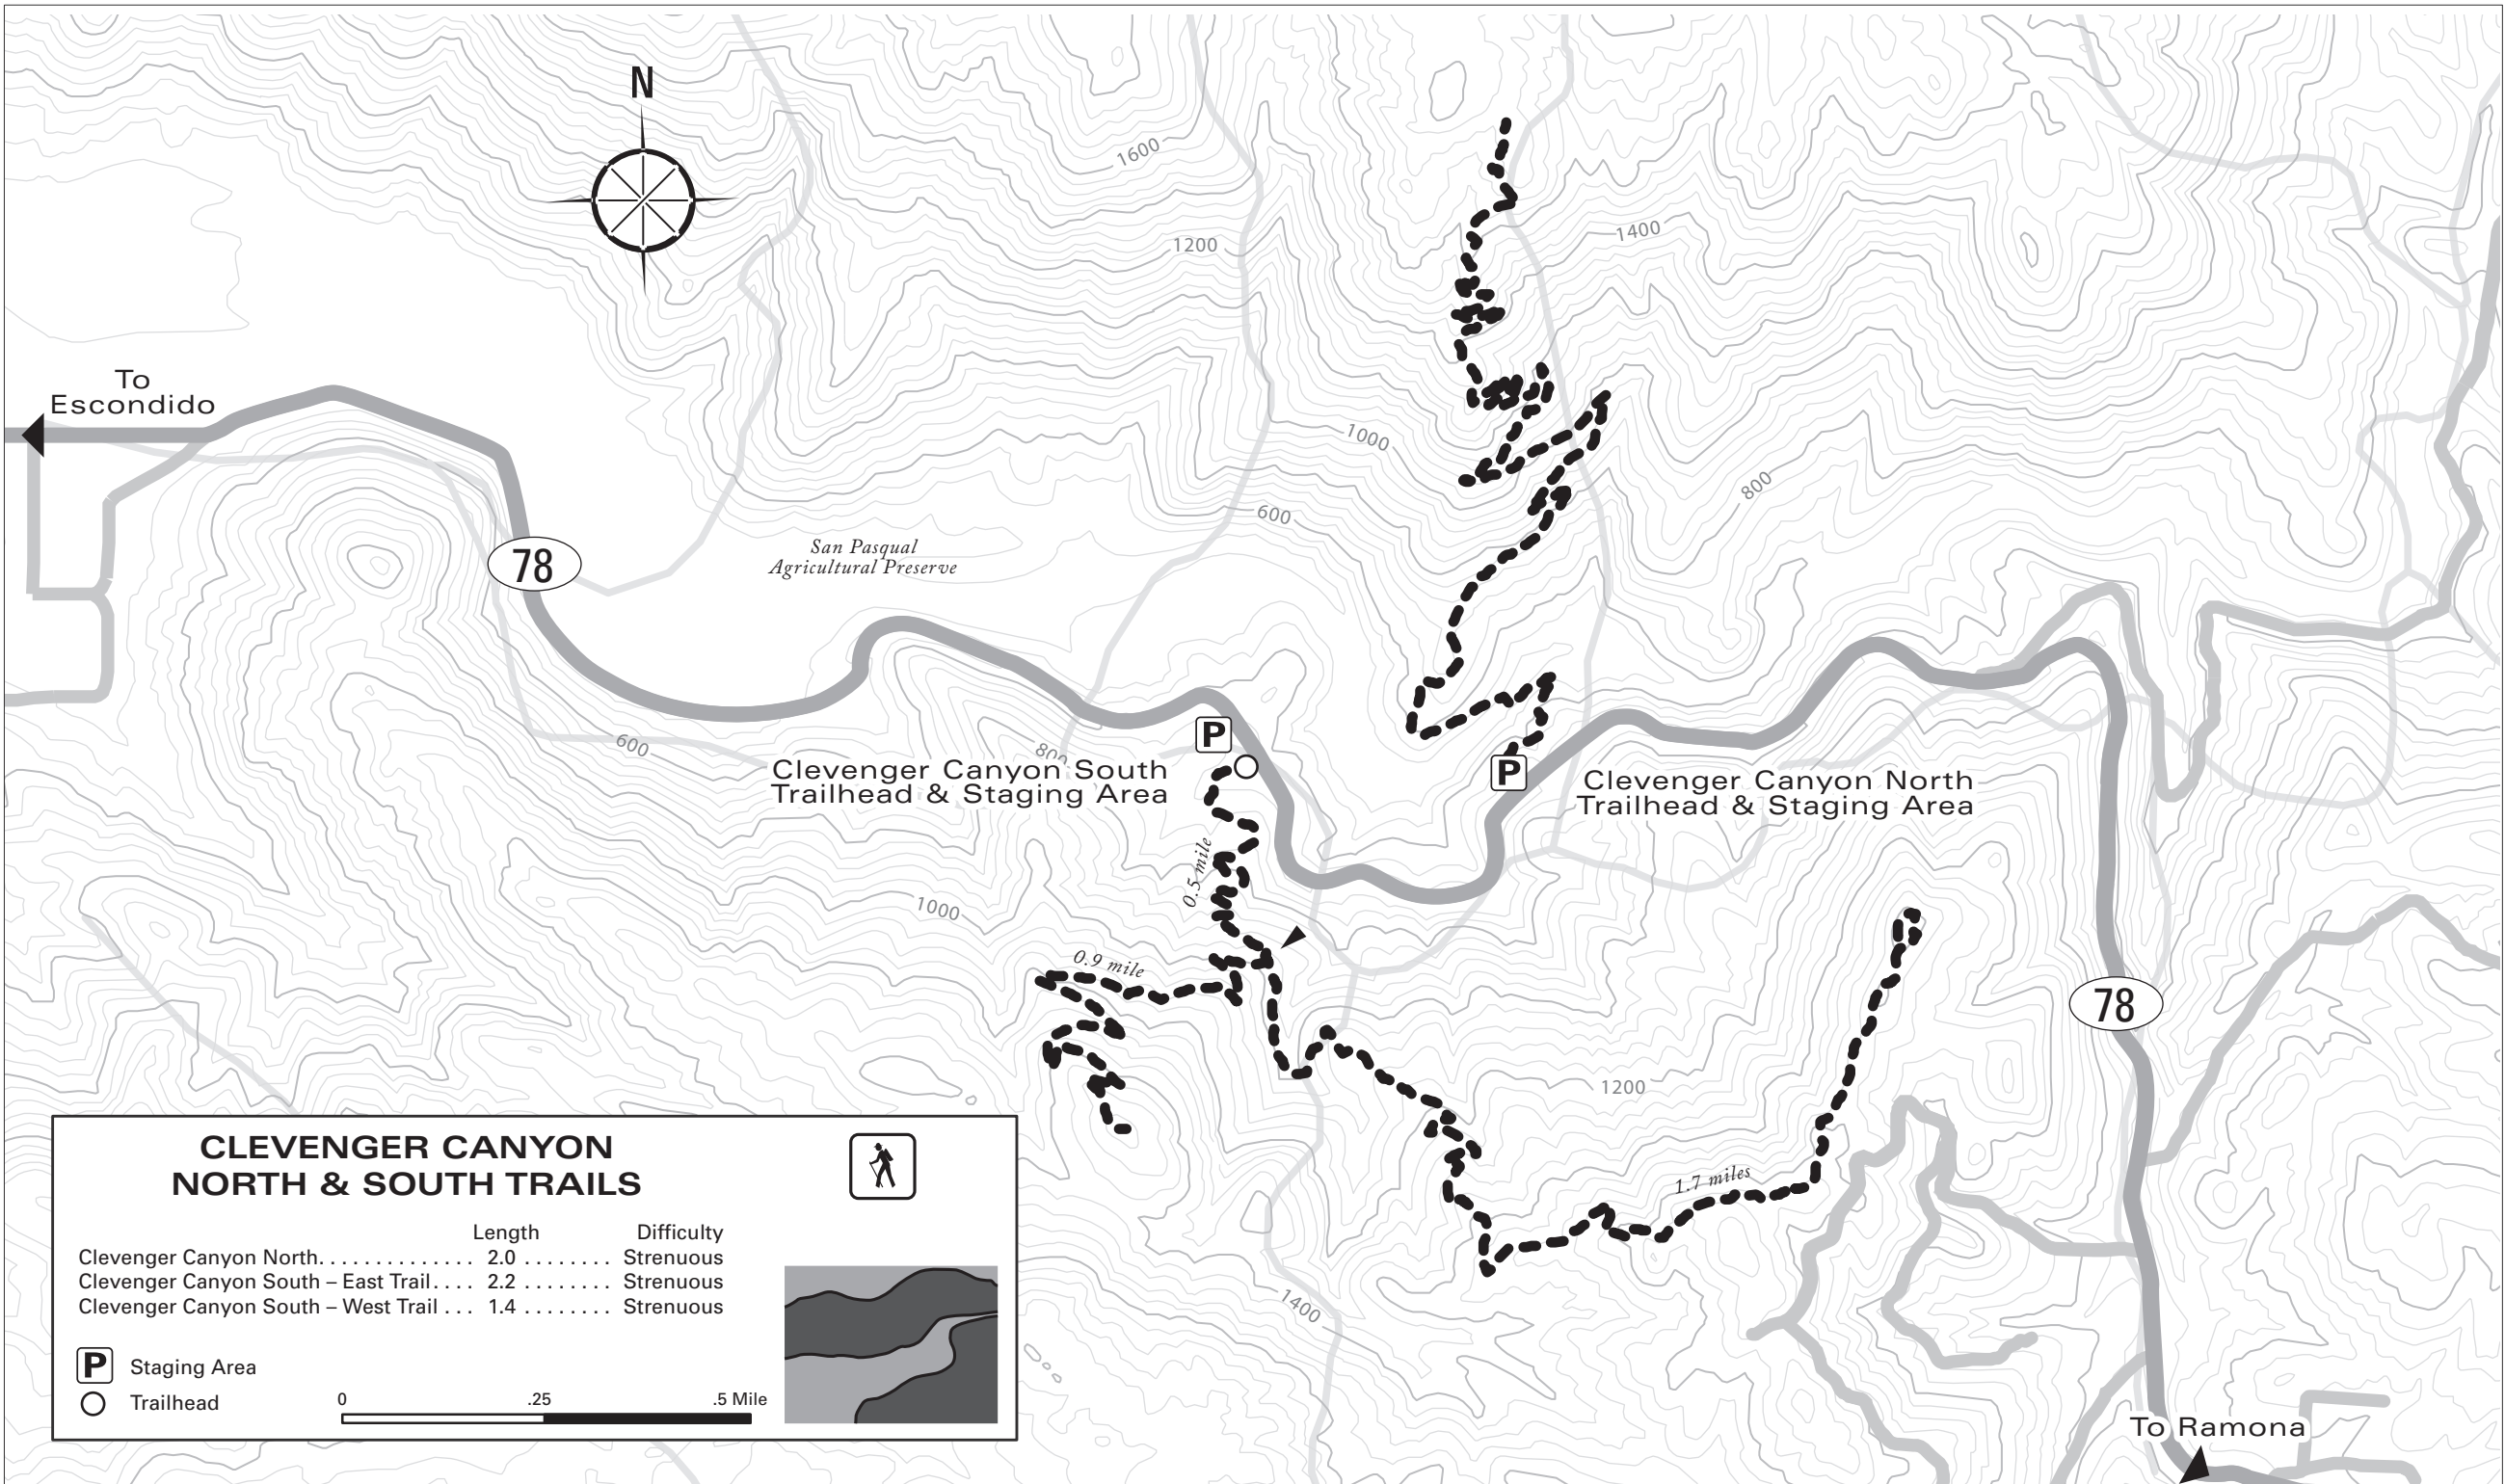 N
1600
1200
1400
To
Escondido
1000
800
600
San Pasqual
Agricultural Preserve
78
600
800
P
Clevenger Canyon South
Trailhead & Staging Area
P
Clevenger Canyon North
Trailhead & Staging Area
0.5 mile
1000
0.9 mile
78
1200
1.7 miles
1400
CLEVENGER CANYON
NORTH & SOUTH TRAILS
Length Difficulty
Clevenger Canyon North. . . . . . . . . . . . . . 2.0 . . . . . . . . Strenuous
Clevenger Canyon South – East Trail. . . . 2.2 . . . . . . . . Strenuous
Clevenger Canyon South – West Trail . . . 1.4 . . . . . . . . Strenuous
P Staging Area
Trailhead
0 .25 .5 Mile
To Ramona